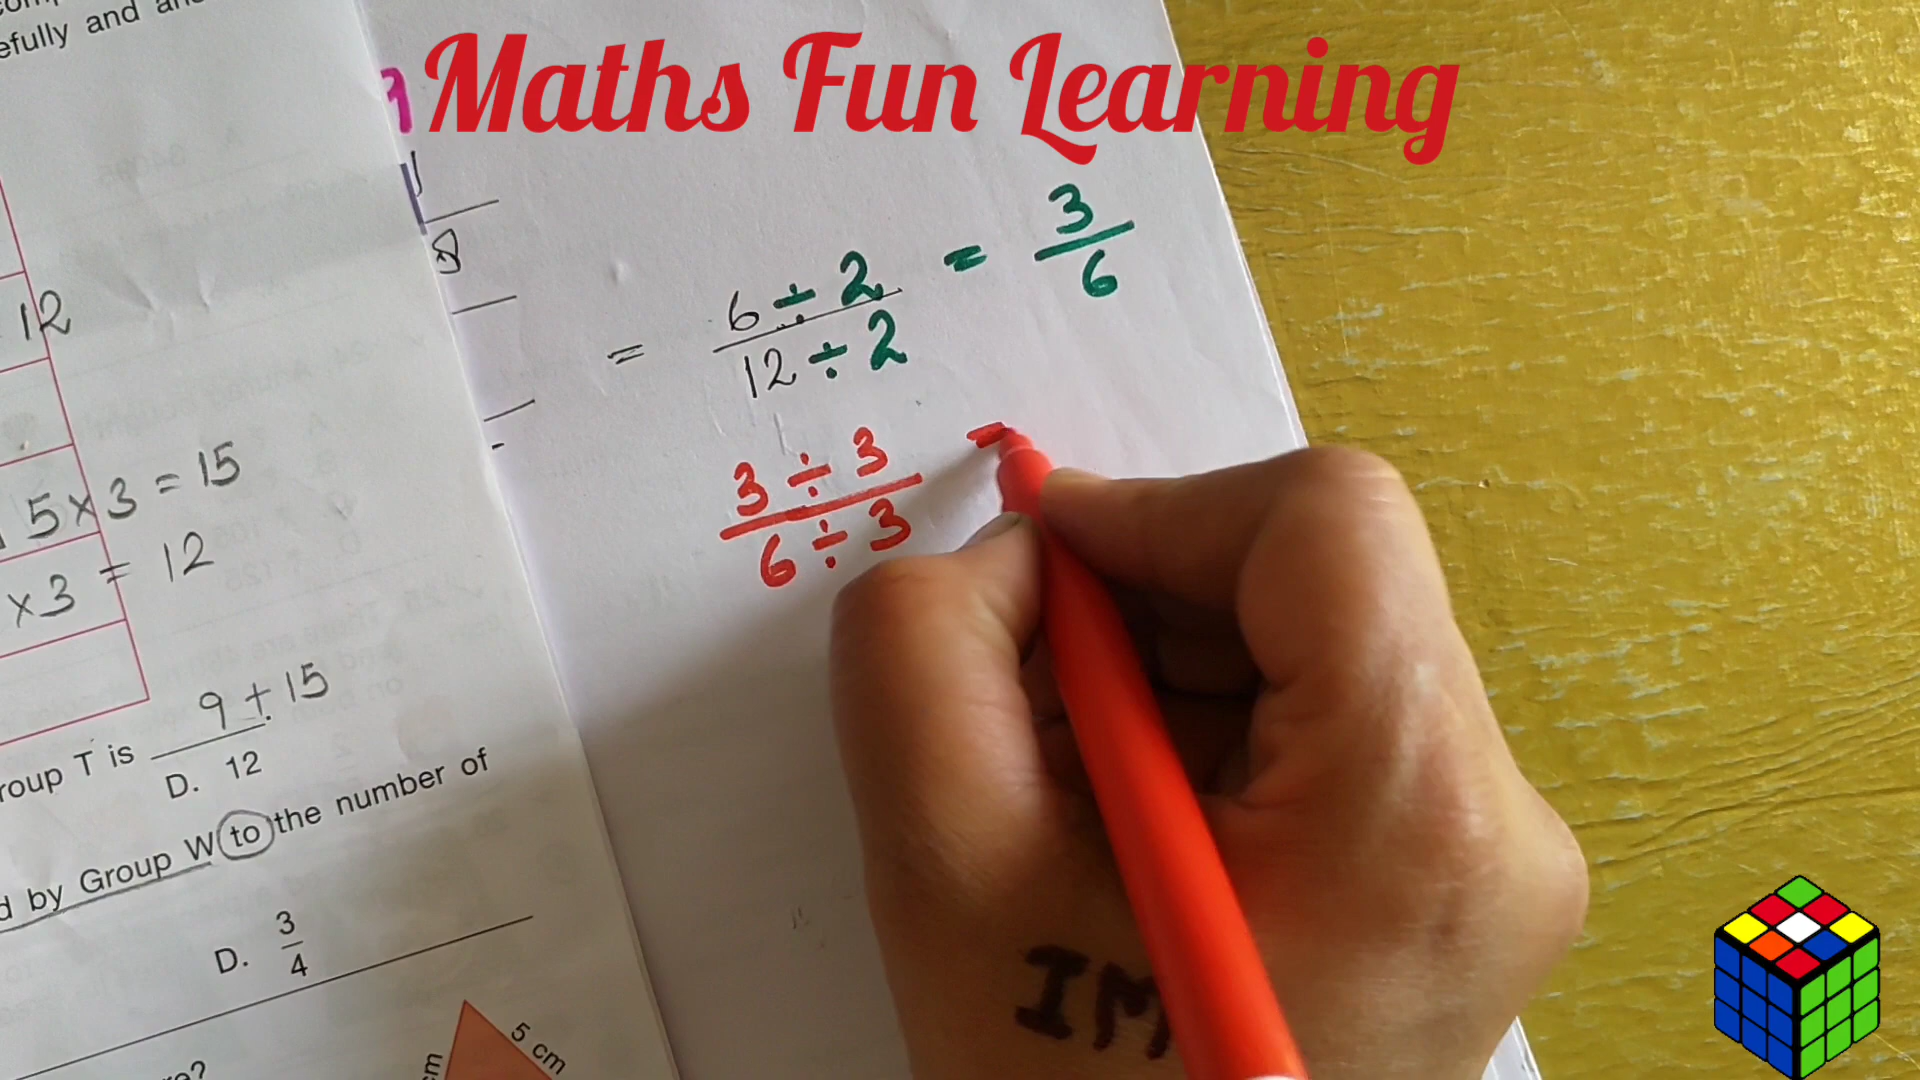 Maths Fun Learning
efully and
8
= 6 ÷ 2 / 12 ÷ 2 = 3 / 6
3 ÷ 3 / 6 ÷ 3 =
12
5 x 3 = 15
x 3 = 12
9 + 15
roup T is
D. 12
d by Group W to the number of
D. 3/4
5 cm
cm
IM